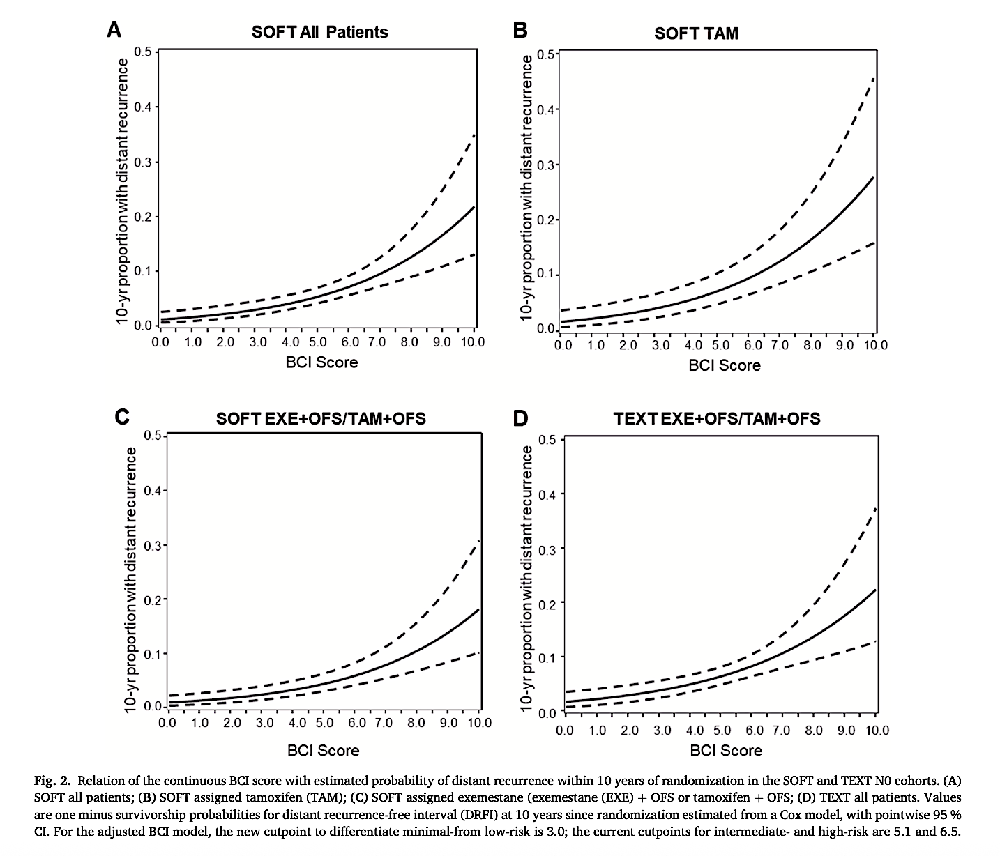 A
SOFT All Patients
10-yr proportion with distant recurrence
0.5
0.4
0.3
0.2
0.1
0.0
0.0 1.0 2.0 3.0 4.0 5.0 6.0 7.0 8.0 9.0 10.0
BCI Score
B
SOFT TAM
10-yr proportion with distant recurrence
0.5
0.4
0.3
0.2
0.1
0.0
0.0 1.0 2.0 3.0 4.0 5.0 6.0 7.0 8.0 9.0 10.0
BCI Score
C
SOFT EXE+OFS/TAM+OFS
10-yr proportion with distant recurrence
0.5
0.4
0.3
0.2
0.1
0.0
0.0 1.0 2.0 3.0 4.0 5.0 6.0 7.0 8.0 9.0 10.0
BCI Score
D
TEXT EXE+OFS/TAM+OFS
10-yr proportion with distant recurrence
0.5
0.4
0.3
0.2
0.1
0.0
0.0 1.0 2.0 3.0 4.0 5.0 6.0 7.0 8.0 9.0 10.0
BCI Score
Fig. 2. Relation of the continuous BCI score with estimated probability of distant recurrence within 10 years of randomization in the SOFT and TEXT N0 cohorts. (A)
SOFT all patients; (B) SOFT assigned tamoxifen (TAM); (C) SOFT assigned exemestane (exemestane (EXE) + OFS or tamoxifen + OFS; (D) TEXT all patients. Values
are one minus survivorship probabilities for distant recurrence-free interval (DRFI) at 10 years since randomization estimated from a Cox model, with pointwise 95 %
CI. For the adjusted BCI model, the new cutpoint to differentiate minimal-from low-risk is 3.0; the current cutpoints for intermediate- and high-risk are 5.1 and 6.5.